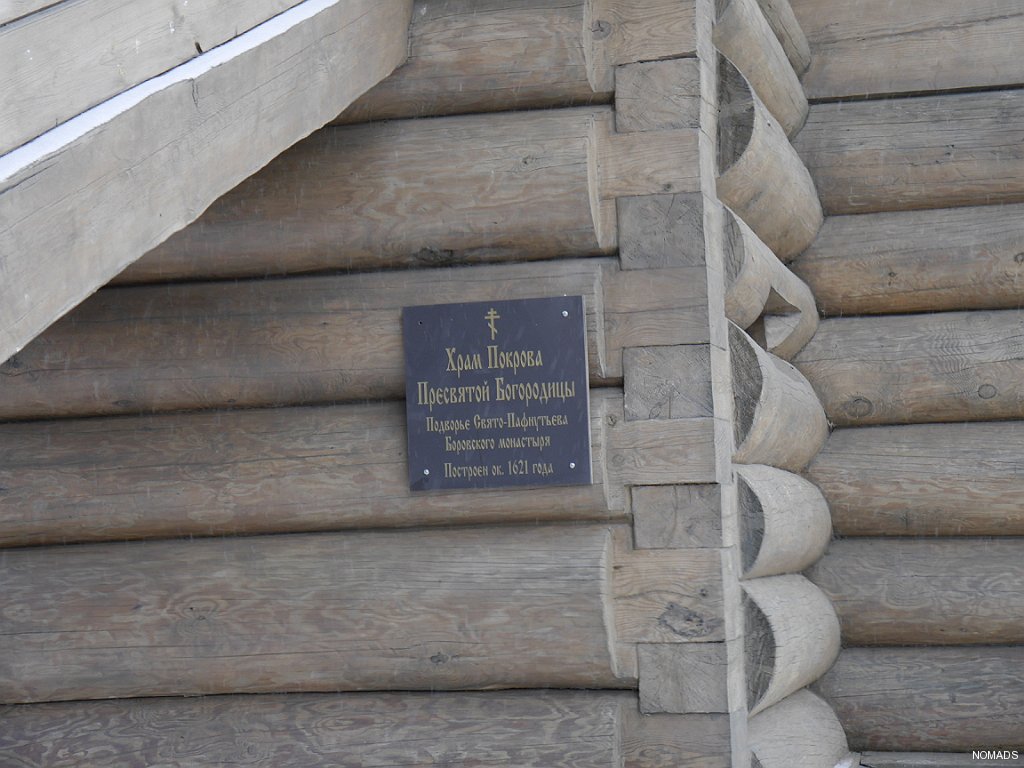 Храм Покрова
Пресвятой Богородицы
Подворье Свято-Пафнутьева
Боровского монастыря
Построен ок. 1621 года
NOMADS